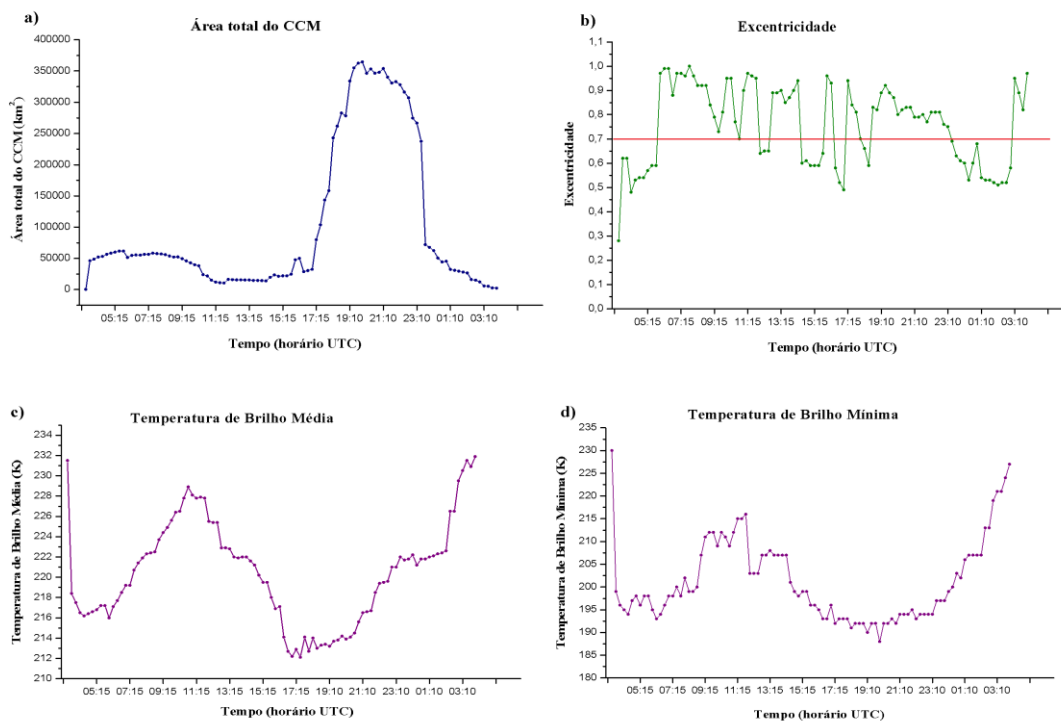 a)
Área total do CCM
400000
350000
300000
250000
200000
150000
100000
50000
0
Área total do CCM (km²)
05:15 07:15 09:15 11:15 13:15 15:15 17:15 19:10 21:10 23:10 01:10 03:10
Tempo (horário UTC)
b)
Excentricidade
1,1
1,0
0,9
0,8
0,7
0,6
0,5
0,4
0,3
0,2
0,1
0,0
Excentricidade
05:15 07:15 09:15 11:15 13:15 15:15 17:15 19:10 21:10 23:10 01:10 03:10
Tempo (horário UTC)
c)
Temperatura de Brilho Média
234
232
230
228
226
224
222
220
218
216
214
212
210
Temperatura de Brilho Média (K)
05:15 07:15 09:15 11:15 13:15 15:15 17:15 19:10 21:10 23:10 01:10 03:10
Tempo (horário UTC)
d)
Temperatura de Brilho Mínima
235
230
225
220
215
210
205
200
195
190
185
180
Temperatura de Brilho Mínima (K)
05:15 07:15 09:15 11:15 13:15 15:15 17:15 19:10 21:10 23:10 01:10 03:10
Tempo (horário UTC)